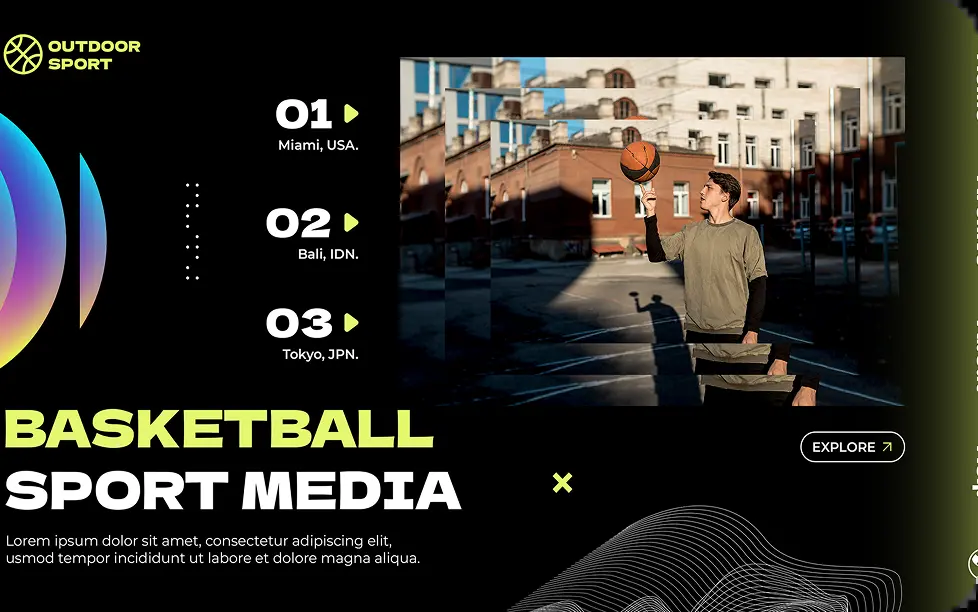 OUTDOOR
SPORT
01
Miami, USA.
02
Bali, IDN.
03
Tokyo, JPN.
BASKETBALL
SPORT MEDIA
Lorem ipsum dolor sit amet, consectetur adipiscing elit,
usmod tempor incididunt ut labore et dolore magna aliqua.
EXPLORE